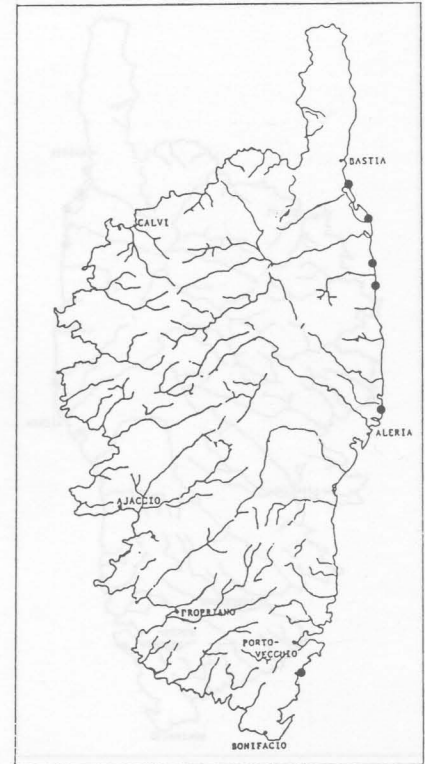 BASTIA
CALVI
ALERIA
AJACCIO
PROPRIANO
PORTO-
VECCHIO
BONIFACIO